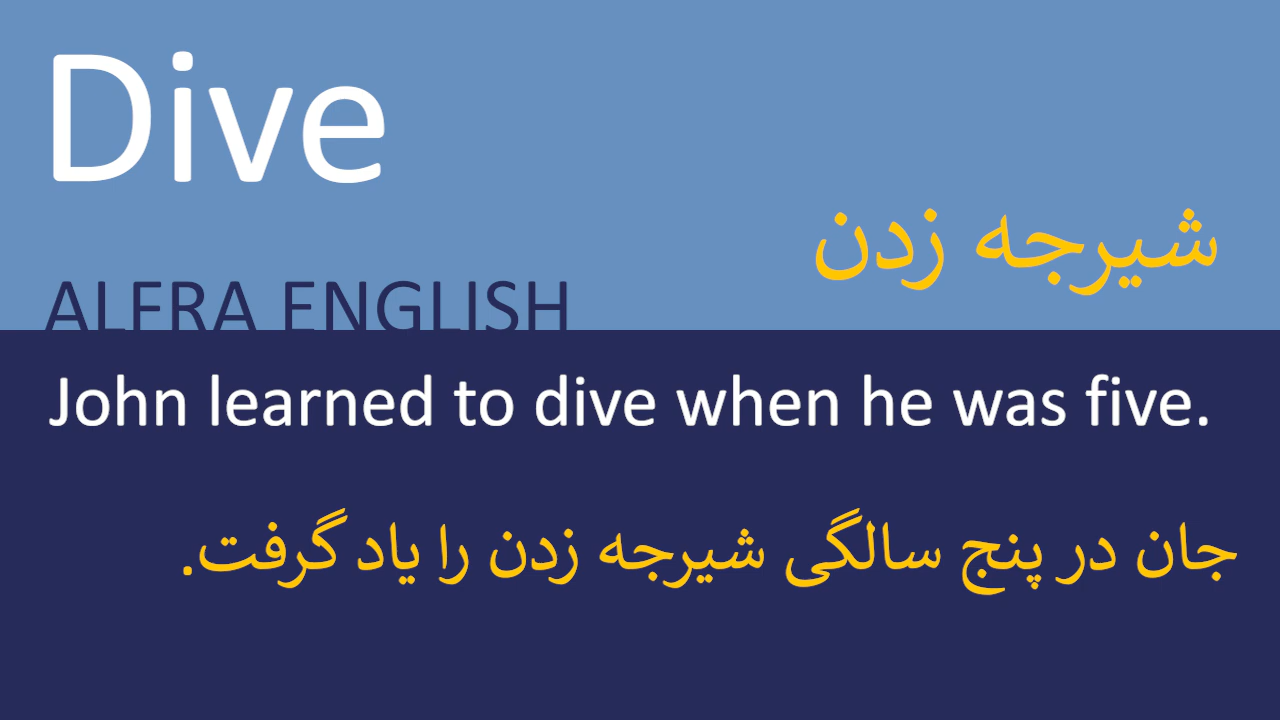 Dive
شیرجه زدن
ALFRA ENGLISH
John learned to dive when he was five.
جان در پنج سالگی شیرجه زدن را یاد گرفت.